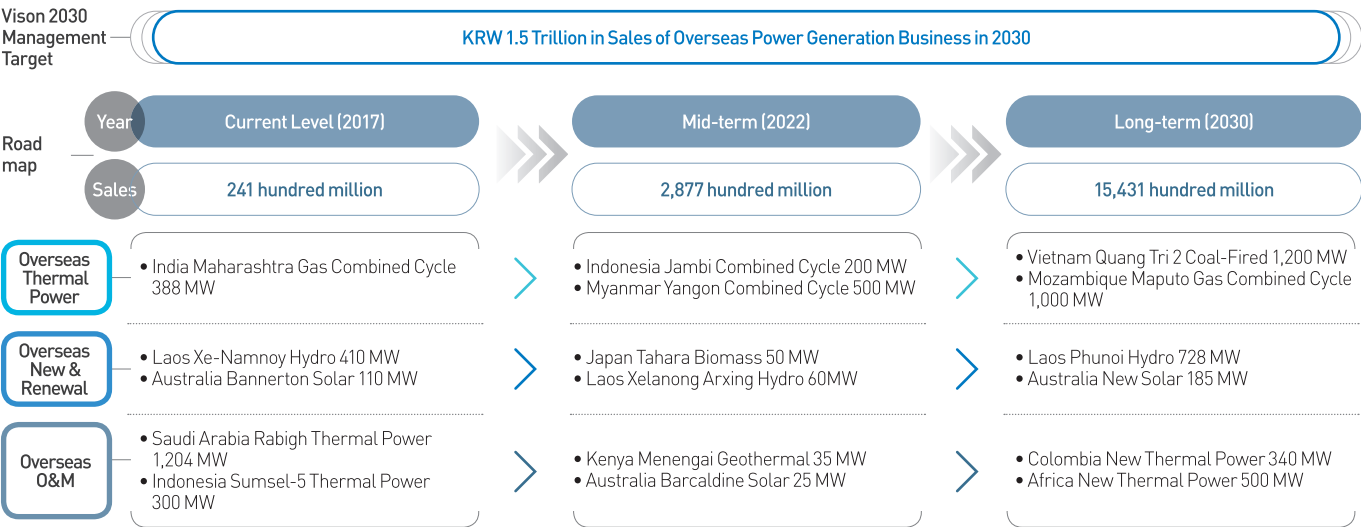 Vison 2030
Management
Target
KRW 1.5 Trillion in Sales of Overseas Power Generation Business in 2030
Road
map
Year
Current Level (2017)
Mid-term (2022)
Long-term (2030)
Sales
241 hundred million
2,877 hundred million
15,431 hundred million
Overseas
Thermal
Power
• India Maharashtra Gas Combined Cycle
388 MW
• Indonesia Jambi Combined Cycle 200 MW
• Myanmar Yangon Combined Cycle 500 MW
• Vietnam Quang Tri 2 Coal-Fired 1,200 MW
• Mozambique Maputo Gas Combined Cycle
1,000 MW
Overseas
New &
Renewal
• Laos Xe-Namnoy Hydro 410 MW
• Australia Bannerton Solar 110 MW
• Japan Tahara Biomass 50 MW
• Laos Xelanong Arxing Hydro 60MW
• Laos Phunoi Hydro 728 MW
• Australia New Solar 185 MW
Overseas
O&M
• Saudi Arabia Rabigh Thermal Power
1,204 MW
• Indonesia Sumsel-5 Thermal Power
300 MW
• Kenya Menengai Geothermal 35 MW
• Australia Barcaldine Solar 25 MW
• Colombia New Thermal Power 340 MW
• Africa New Thermal Power 500 MW